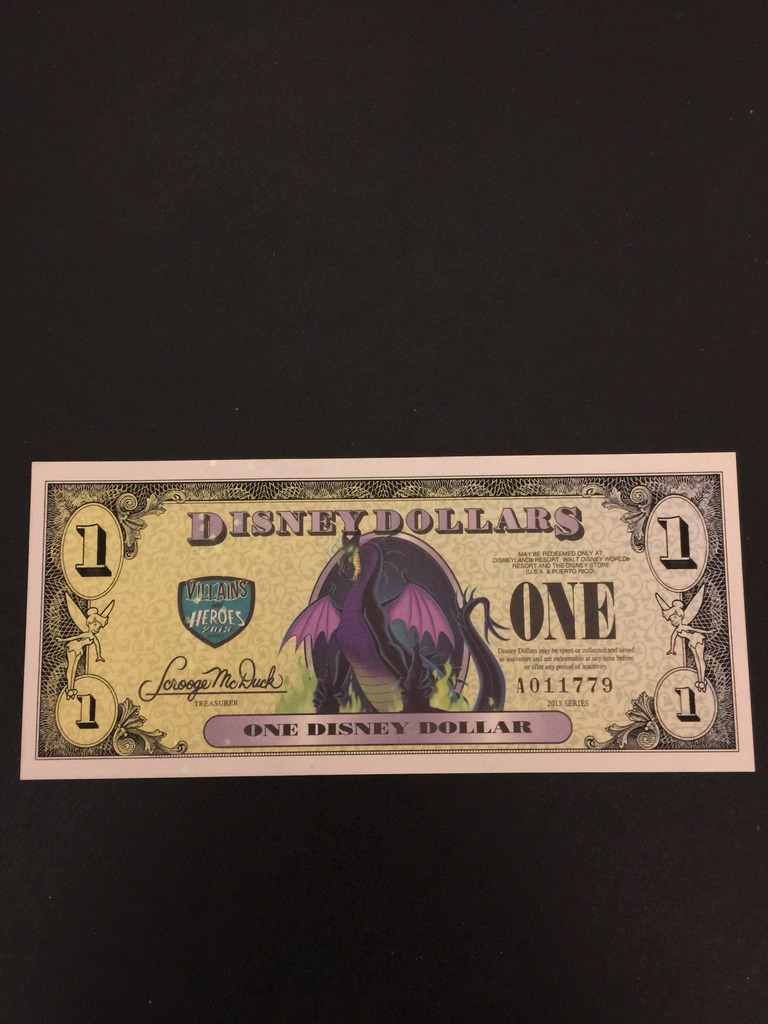 1
DISNEY DOLLARS
1
MAY BE REDEEMED ONLY AT
DISNEYLAND® RESORT, WALT DISNEY WORLD®
RESORT AND THE DISNEY STORE
(U.S.A. & PUERTO RICO)
VILLAINS
HEROES
2013
ONE
Disney Dollars may be spent or collected and saved
as souvenirs and are redeemable at any time before
or after any period of inactivity
Scrooge McDuck
TREASURER
A011779
2013 SERIES
1
ONE DISNEY DOLLAR
1